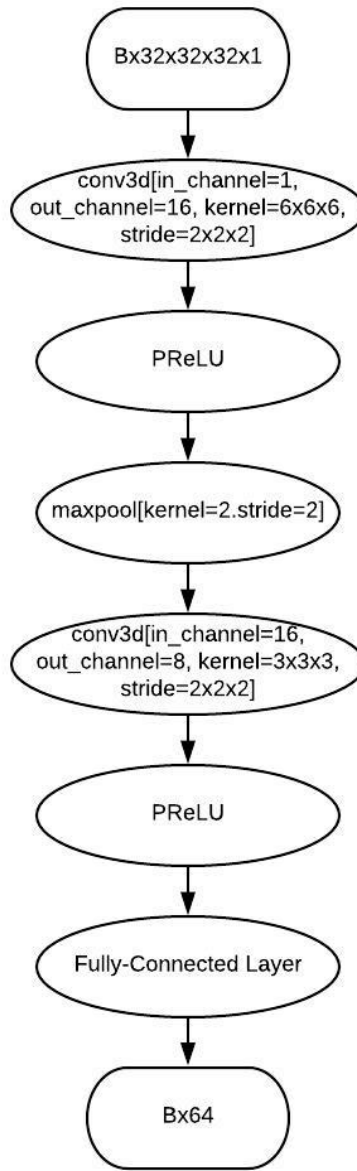 Bx32x32x32x1
conv3d[in_channel=1,
out_channel=16, kernel=6x6x6,
stride=2x2x2]
PReLU
maxpool[kernel=2.stride=2]
conv3d[in_channel=16,
out_channel=8, kernel=3x3x3,
stride=2x2x2]
PReLU
Fully-Connected Layer
Bx64